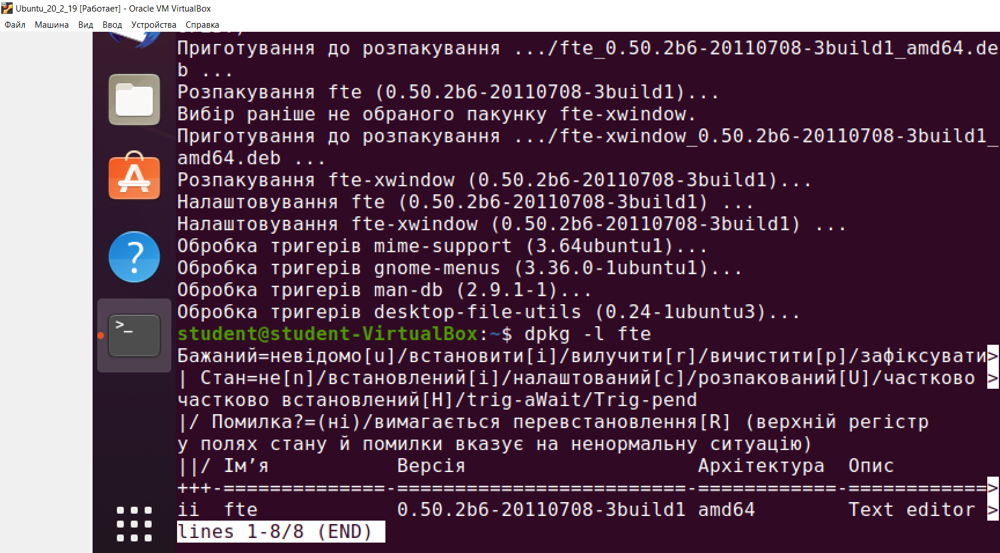 Ubuntu_20_2_19 [Работает] - Oracle VM VirtualBox
Файл Машина Вид Ввод Устройства Справка
Приготування до розпакування .../fte_0.50.2b6-20110708-3build1_amd64.de
b ...
Розпакування fte (0.50.2b6-20110708-3build1)...
Вибір раніше не обраного пакунку fte-xwindow.
Приготування до розпакування .../fte-xwindow_0.50.2b6-20110708-3build1_
amd64.deb ...
Розпакування fte-xwindow (0.50.2b6-20110708-3build1)...
Налаштовування fte (0.50.2b6-20110708-3build1) ...
Налаштовування fte-xwindow (0.50.2b6-20110708-3build1) ...
Обробка тригерів mime-support (3.64ubuntu1)...
Обробка тригерів gnome-menus (3.36.0-1ubuntu1)...
Обробка тригерів man-db (2.9.1-1)...
Обробка тригерів desktop-file-utils (0.24-1ubuntu3)...
student@student-VirtualBox:~$ dpkg -l fte
Бажаний=невідомо[u]/встановити[i]/вилучити[r]/вичистити[p]/зафіксувати>
| Стан=не[n]/встановлений[i]/налаштований[c]/розпакований[U]/частково >
частково встановлений[H]/trig-aWait/Trig-pend
|/ Помилка?=(ні)/вимагається перевстановлення[R] (верхній регістр
у полях стану й помилки вказує на ненормальну ситуацію)
||/ Ім’я Версія Архітектура Опис
+++-==============-=========================-============-============>
ii fte 0.50.2b6-20110708-3build1 amd64 Text editor >
lines 1-8/8 (END)